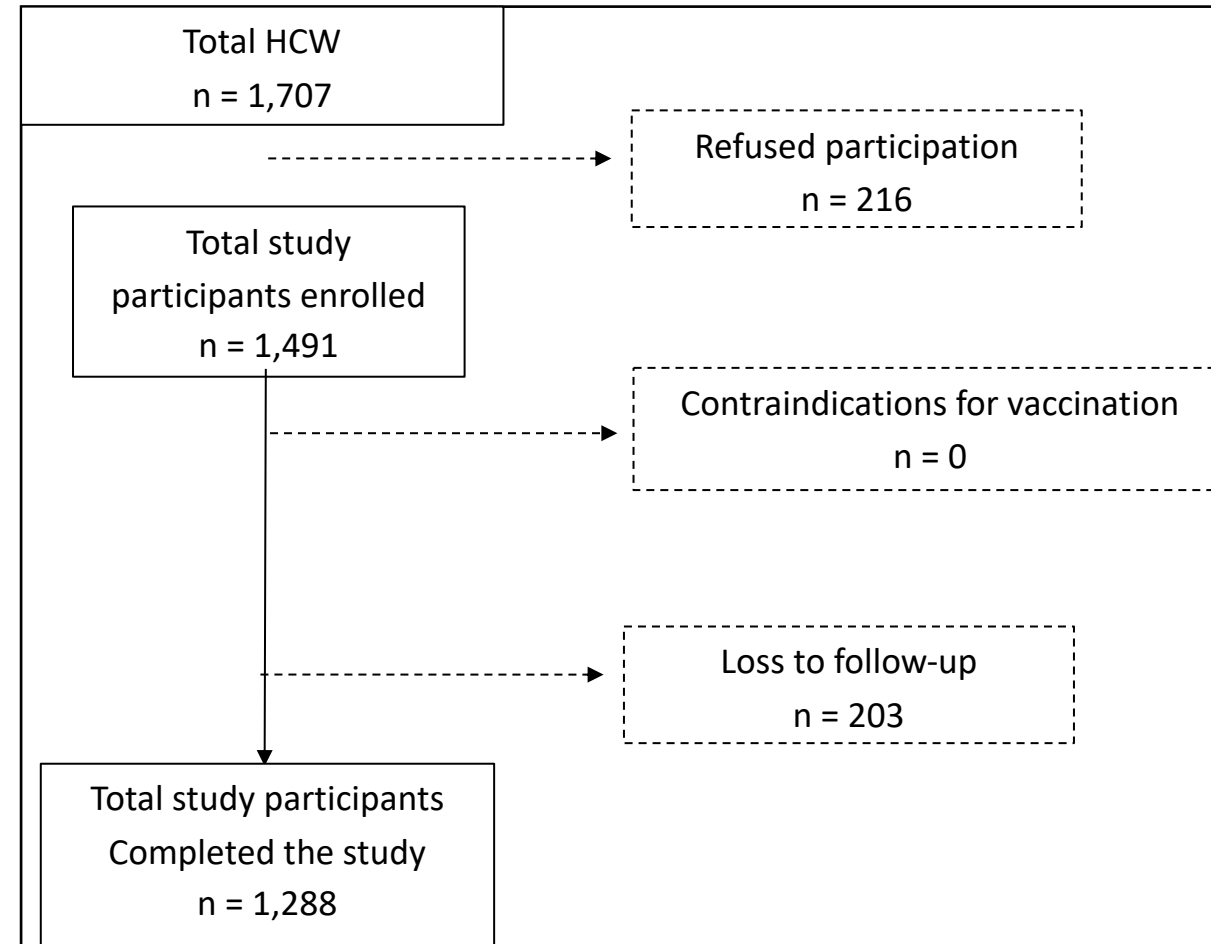 Total HCW
n = 1,707
Refused participation
n = 216
Total study
participants enrolled
n = 1,491
Contraindications for vaccination
n = 0
Loss to follow-up
n = 203
Total study participants
Completed the study
n = 1,288